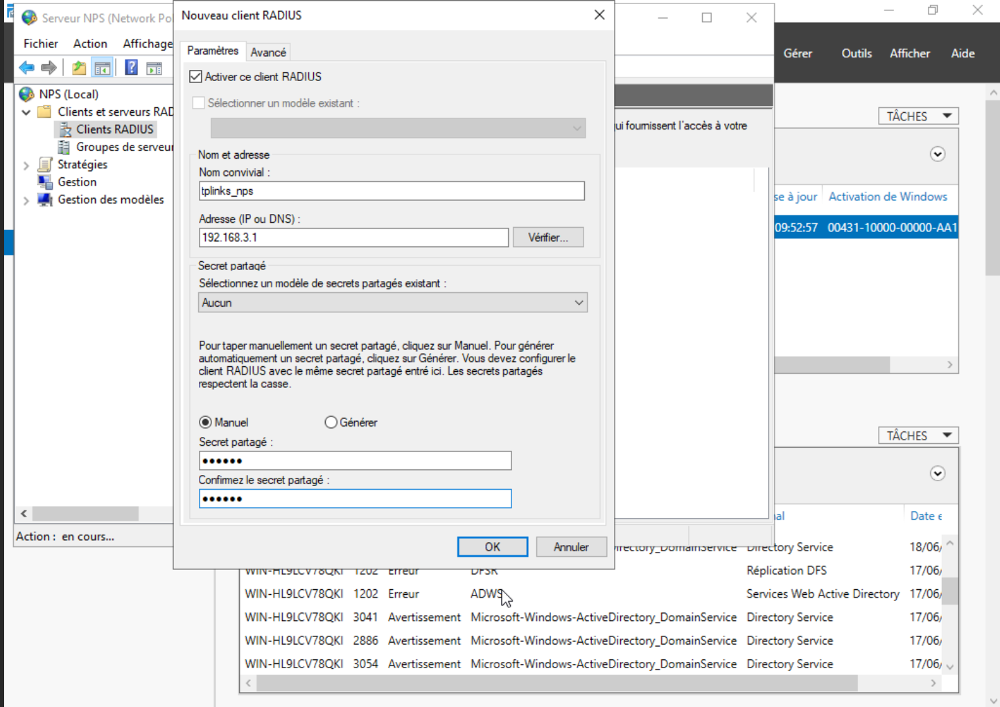 Serveur NPS (Network Po
Fichier Action Affichage
NPS (Local)
Clients et serveurs RAD
Clients RADIUS
Groupes de serveur
Stratégies
Gestion
Gestion des modèles
Action : en cours...
Nouveau client RADIUS
Paramètres Avancé
Activer ce client RADIUS
Sélectionner un modèle existant :
Nom et adresse
Nom convivial :
tplinks_nps
Adresse (IP ou DNS) :
192.168.3.1 Vérifier...
Secret partagé
Sélectionnez un modèle de secrets partagés existant :
Aucun
Pour taper manuellement un secret partagé, cliquez sur Manuel. Pour générer
automatiquement un secret partagé, cliquez sur Générer. Vous devez configurer le
client RADIUS avec le même secret partagé entré ici. Les secrets partagés
respectent la casse.
Manuel Générer
Secret partagé :
••••••
Confirmez le secret partagé :
••••••
OK Annuler
qui fournissent l'accès à votre
Gérer Outils Afficher Aide
TÂCHES
se à jour Activation de Windows
09:52:57 00431-10000-00000-AA1
TÂCHES
al Date e
irectory_DomainService Directory Service 18/06/
WIN-HL9LCV78QKI 1202 Erreur DFSR Réplication DFS 17/06/
WIN-HL9LCV78QKI 1202 Erreur ADWS Services Web Active Directory 17/06/
WIN-HL9LCV78QKI 3041 Avertissement Microsoft-Windows-ActiveDirectory_DomainService Directory Service 17/06/
WIN-HL9LCV78QKI 2886 Avertissement Microsoft-Windows-ActiveDirectory_DomainService Directory Service 17/06/
WIN-HL9LCV78QKI 3054 Avertissement Microsoft-Windows-ActiveDirectory_DomainService Directory Service 17/06/